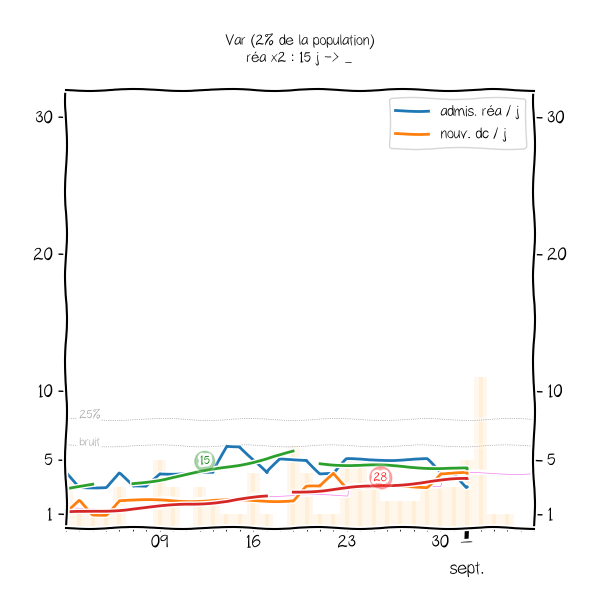 Var (2% de la population)
réa x2 : 15 j -> _
admis. réa / j
nouv. dc / j
30
30
20
20
10
10
25%
bruit
5
5
15
28
1
1
09
16
23
30
sept.